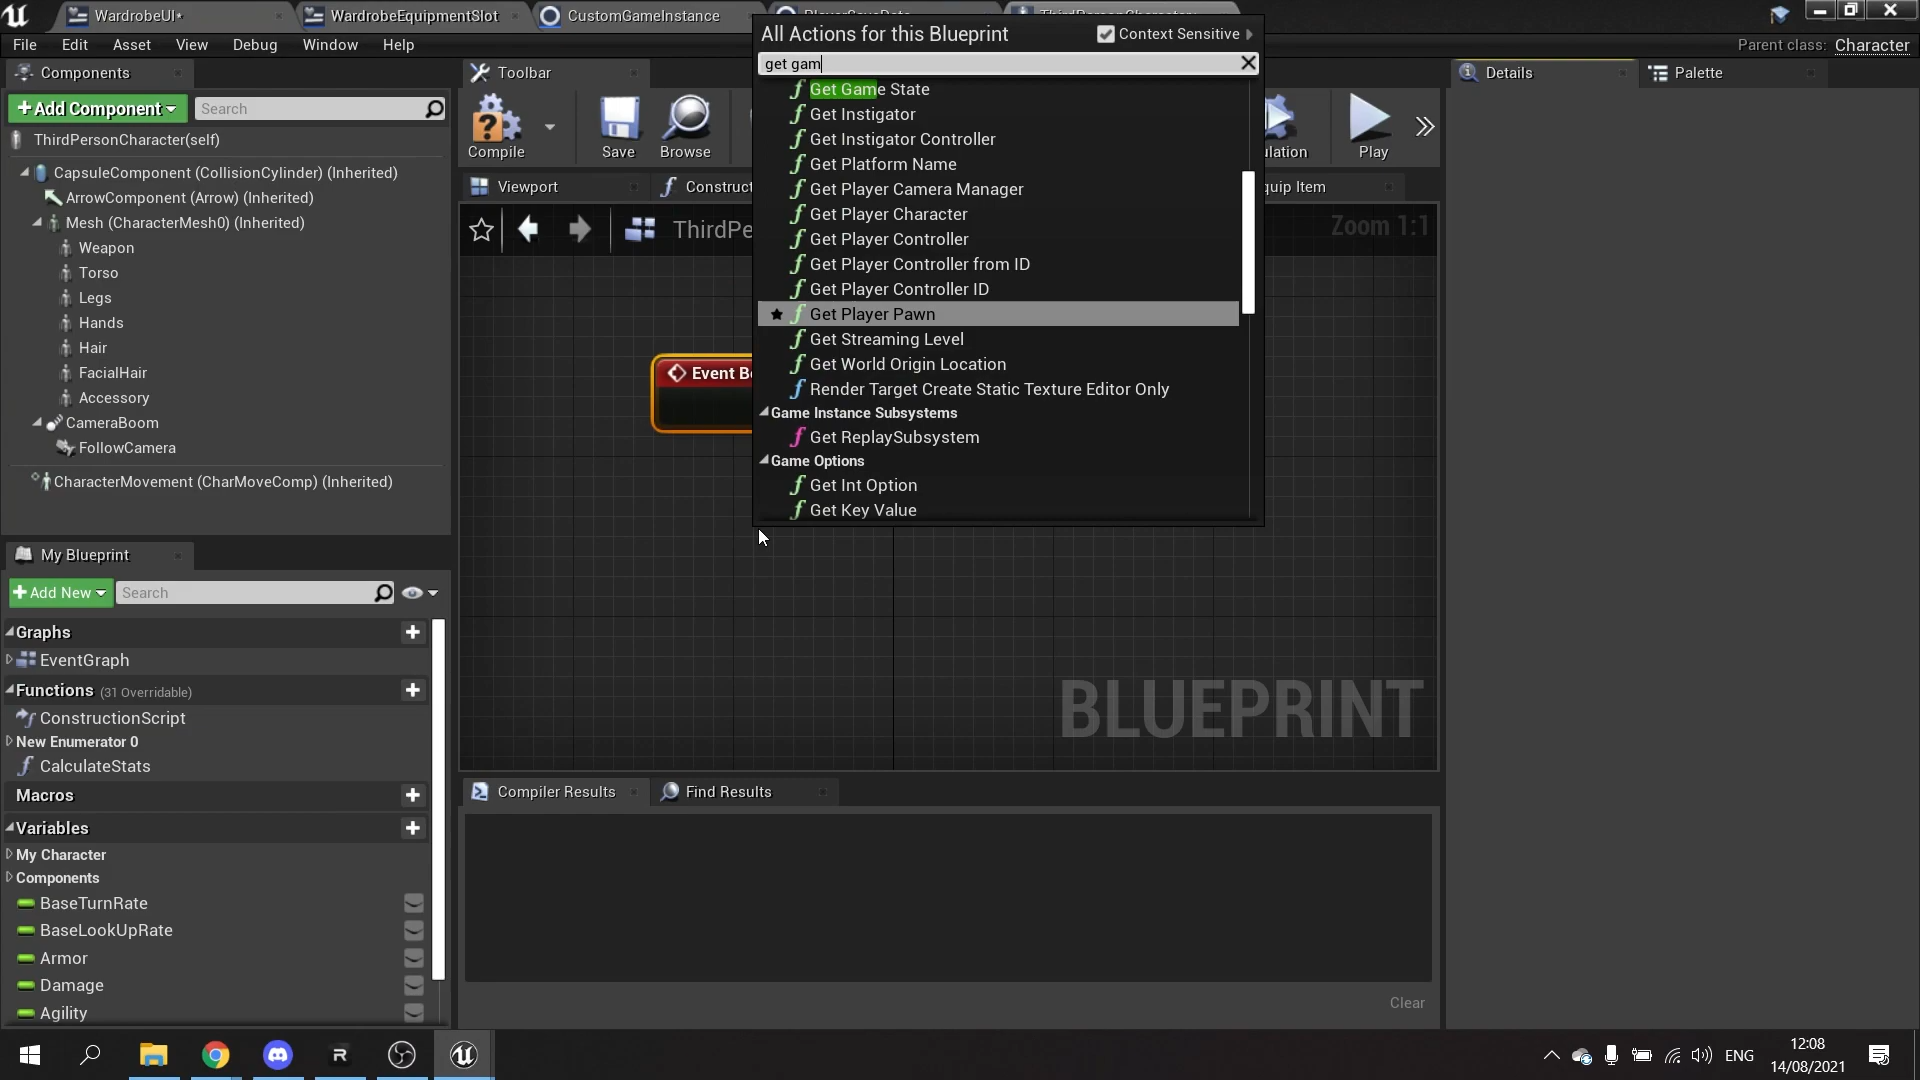 WardrobeUI*
WardrobeEquipmentSlot
CustomGameInstance
File
Edit
Asset
View
Debug
Window
Help
Parent class: Character
Components
+Add Component
Search
ThirdPersonCharacter(self)
CapsuleComponent (CollisionCylinder) (Inherited)
ArrowComponent (Arrow) (Inherited)
Mesh (CharacterMesh0) (Inherited)
Weapon
Torso
Legs
Hands
Hair
FacialHair
Accessory
CameraBoom
FollowCamera
CharacterMovement (CharMoveComp) (Inherited)
My Blueprint
+Add New
Search
Graphs
EventGraph
Functions (31 Overridable)
ConstructionScript
New Enumerator 0
CalculateStats
Macros
Variables
My Character
Components
BaseTurnRate
BaseLookUpRate
Armor
Damage
Agility
Toolbar
Compile
Save
Browse
ulation
Play
Viewport
Construct
quip Item
ThirdPe
Zoom 1:1
Event Be
BLUEPRINT
All Actions for this Blueprint
Context Sensitive
get gam
Get Game State
Get Instigator
Get Instigator Controller
Get Platform Name
Get Player Camera Manager
Get Player Character
Get Player Controller
Get Player Controller from ID
Get Player Controller ID
Get Player Pawn
Get Streaming Level
Get World Origin Location
Render Target Create Static Texture Editor Only
Game Instance Subsystems
Get ReplaySubsystem
Game Options
Get Int Option
Get Key Value
Compiler Results
Find Results
Clear
Details
Palette
ENG
12:08
14/08/2021